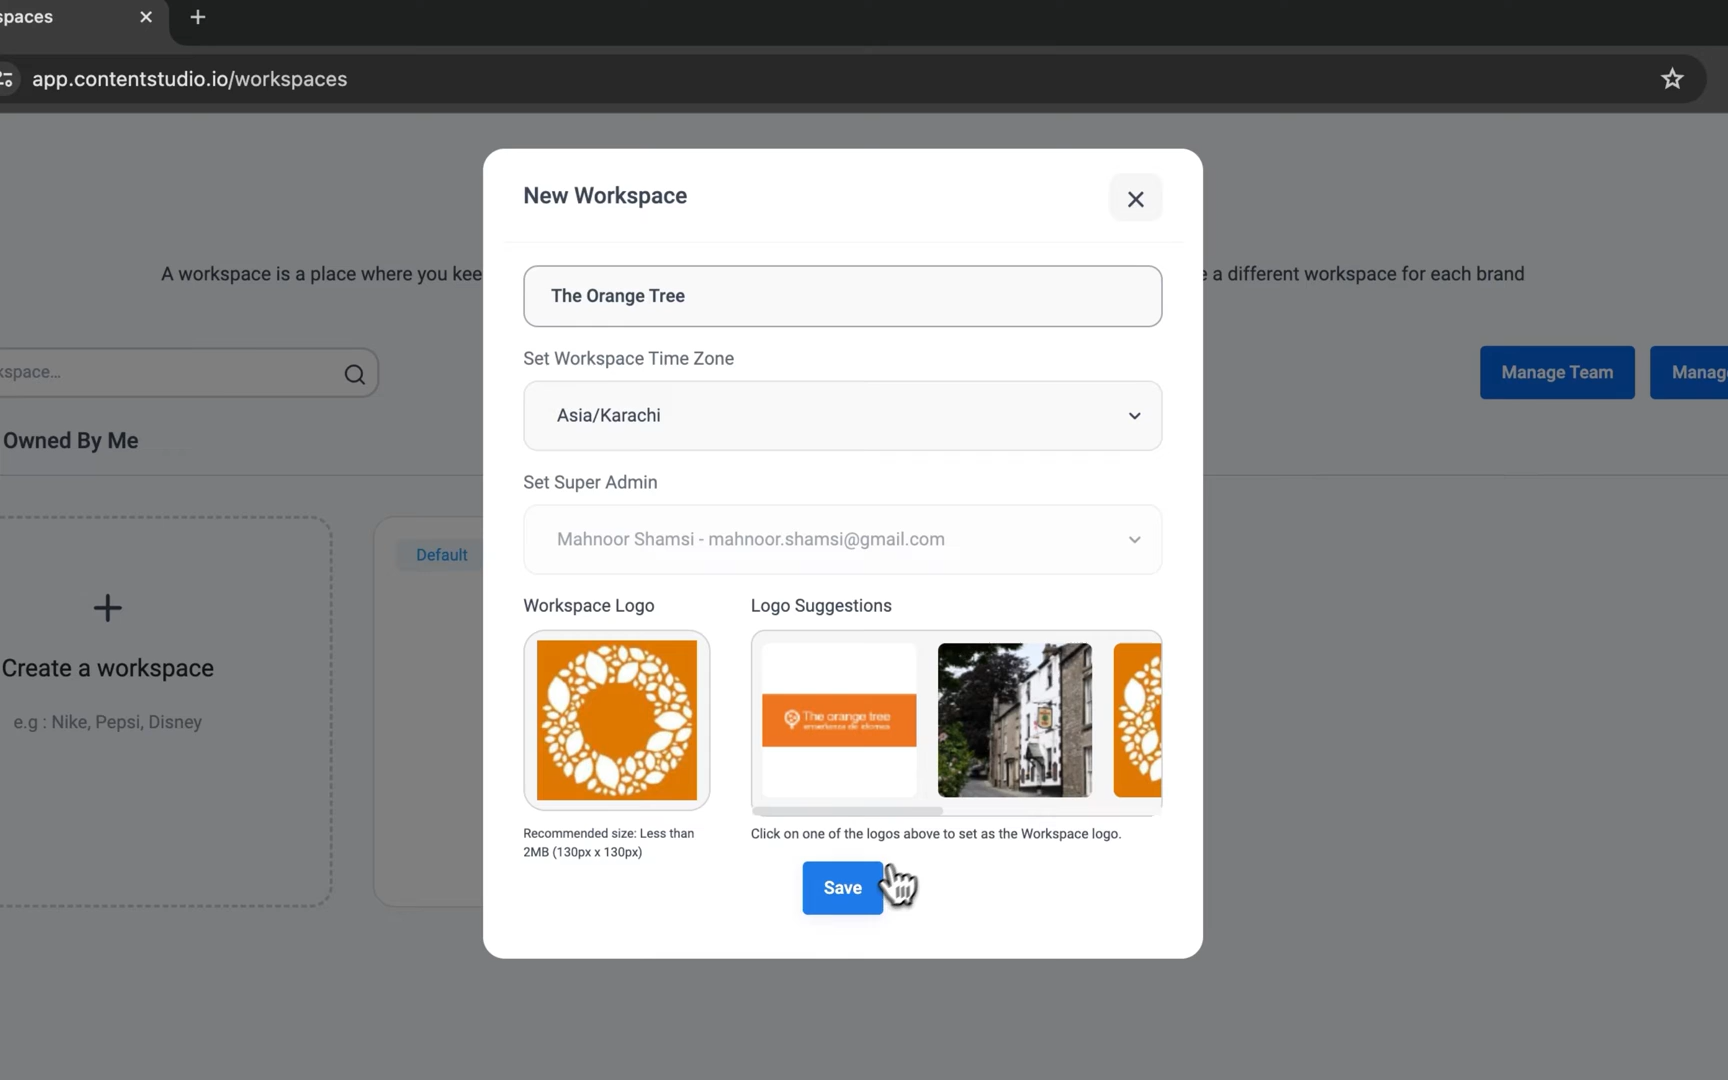 spaces
app.contentstudio.io/workspaces
New Workspace
A workspace is a place where you kee
e a different workspace for each brand
The Orange Tree
Set Workspace Time Zone
kspace...
Manage Team
Manag
Asia/Karachi
Owned By Me
Set Super Admin
Mahnoor Shamsi - mahnoor.shamsi@gmail.com
Default
Workspace Logo
Logo Suggestions
Create a workspace
The orange tree
e.g : Nike, Pepsi, Disney
Recommended size: Less than
2MB (130px x 130px)
Click on one of the logos above to set as the Workspace logo.
Save